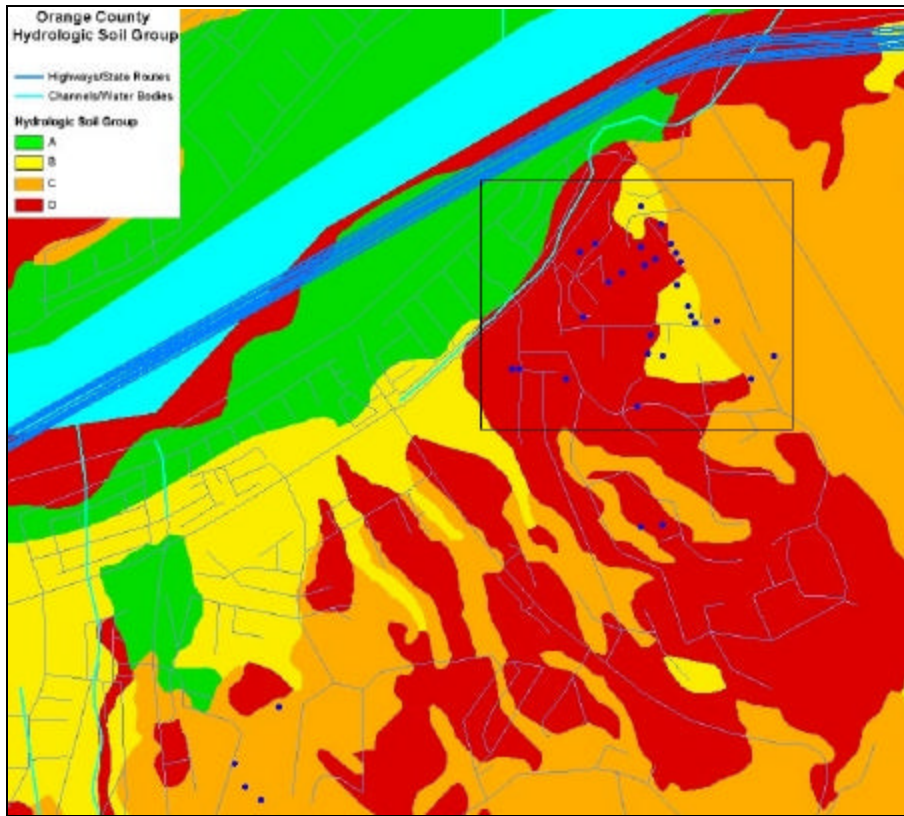 Orange County
Hydrologic Soil Group
Highways/State Routes
Channels/Water Bodies
Hydrologic Soil Group
A
B
C
D